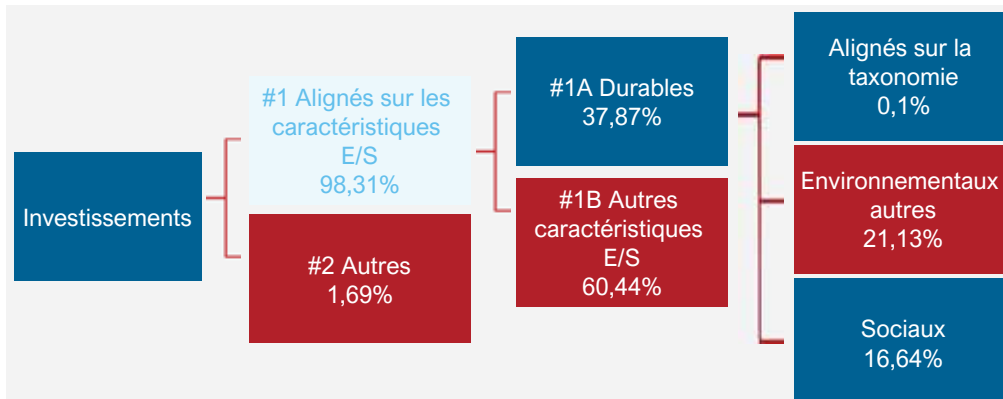 Investissements
#1 Alignés sur les
caractéristiques
E/S
98,31%
#2 Autres
1,69%
#1A Durables
37,87%
#1B Autres
caractéristiques
E/S
60,44%
Alignés sur la
taxonomie
0,1%
Environnementaux
autres
21,13%
Sociaux
16,64%